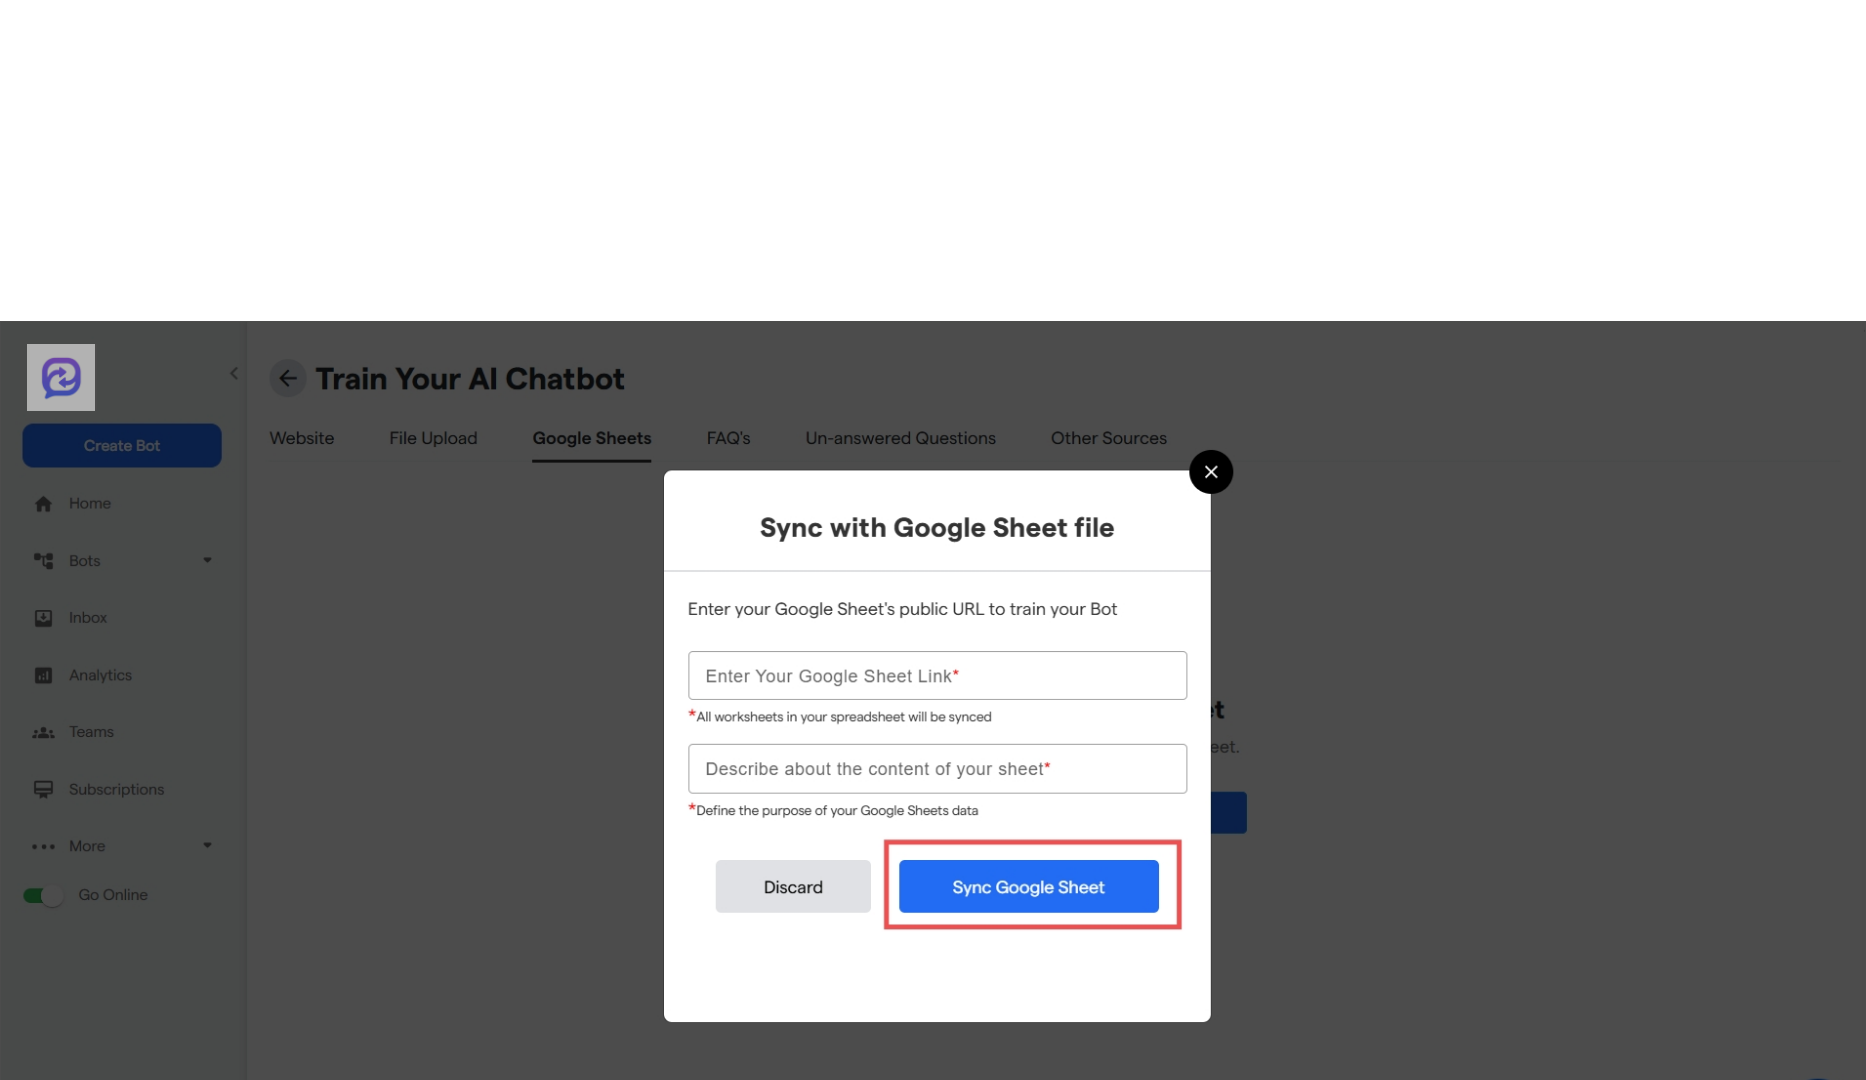 Train Your AI Chatbot
Create Bot
Website
File Upload
Google Sheets
FAQ's
Un-answered Questions
Other Sources
Home
Bots
Inbox
Analytics
Teams
Subscriptions
More
Go Online
Sync with Google Sheet file
Enter your Google Sheet's public URL to train your Bot
Enter Your Google Sheet Link*
*All worksheets in your spreadsheet will be synced
Describe about the content of your sheet*
*Define the purpose of your Google Sheets data
Discard
Sync Google Sheet